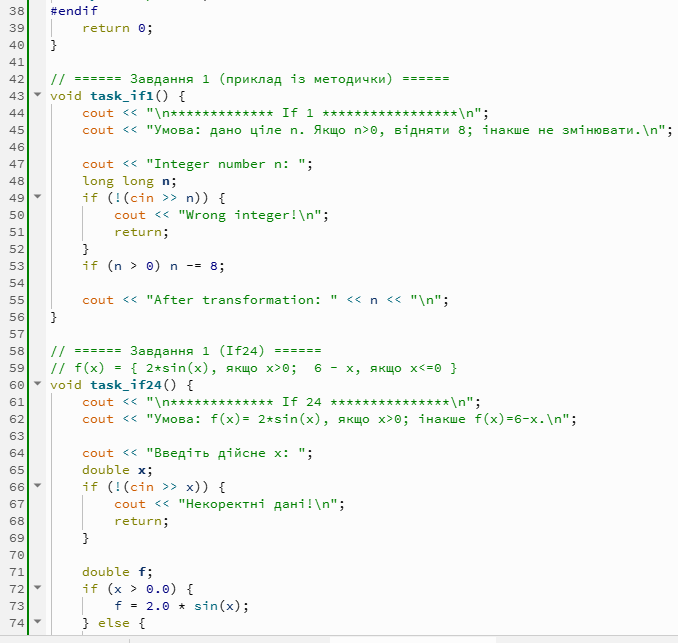 38 #endif
39     return 0;
40 }
41
42 // ====== Завдання 1 (приклад із методички) ======
43 void task_if1() {
44     cout << "\n************* If 1 *****************\n";
45     cout << "Умова: дано ціле n. Якщо n>0, відняти 8; інакше не змінювати.\n";
46
47     cout << "Integer number n: ";
48     long long n;
49     if (!(cin >> n)) {
50         cout << "Wrong integer!\n";
51         return;
52     }
53     if (n > 0) n -= 8;
54
55     cout << "After transformation: " << n << "\n";
56 }
57
58 // ====== Завдання 1 (If24) ======
59 // f(x) = { 2*sin(x), якщо x>0;  6 - x, якщо x<=0 }
60 void task_if24() {
61     cout << "\n************* If 24 ***************\n";
62     cout << "Умова: f(x)= 2*sin(x), якщо x>0; інакше f(x)=6-x.\n";
63
64     cout << "Введіть дійсне x: ";
65     double x;
66     if (!(cin >> x)) {
67         cout << "Некоректні дані!\n";
68         return;
69     }
70
71     double f;
72     if (x > 0.0) {
73         f = 2.0 * sin(x);
74     } else {